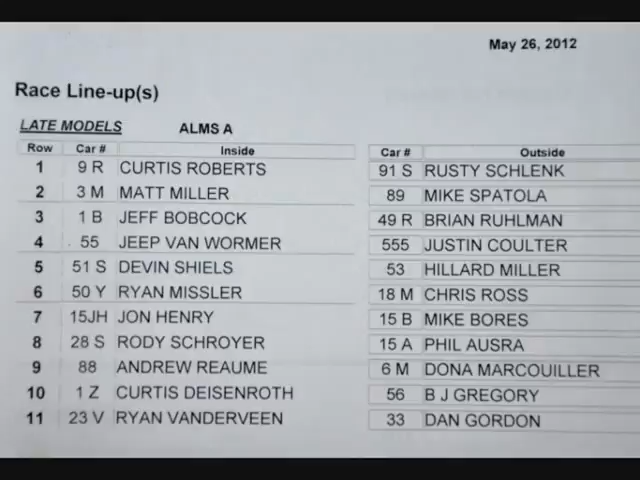 May 26, 2012
Race Line-up(s)
LATE MODELS ALMS A
Row Car # Inside Car # Outside
1 9 R CURTIS ROBERTS 91 S RUSTY SCHLENK
2 3 M MATT MILLER 89 MIKE SPATOLA
3 1 B JEFF BOBCOCK 49 R BRIAN RUHLMAN
4 55 JEEP VAN WORMER 555 JUSTIN COULTER
5 51 S DEVIN SHIELS 53 HILLARD MILLER
6 50 Y RYAN MISSLER 18 M CHRIS ROSS
7 15JH JON HENRY 15 B MIKE BORES
8 28 S RODY SCHROYER 15 A PHIL AUSRA
9 88 ANDREW REAUME 6 M DONA MARCOUILLER
10 1 Z CURTIS DEISENROTH 56 B J GREGORY
11 23 V RYAN VANDERVEEN 33 DAN GORDON